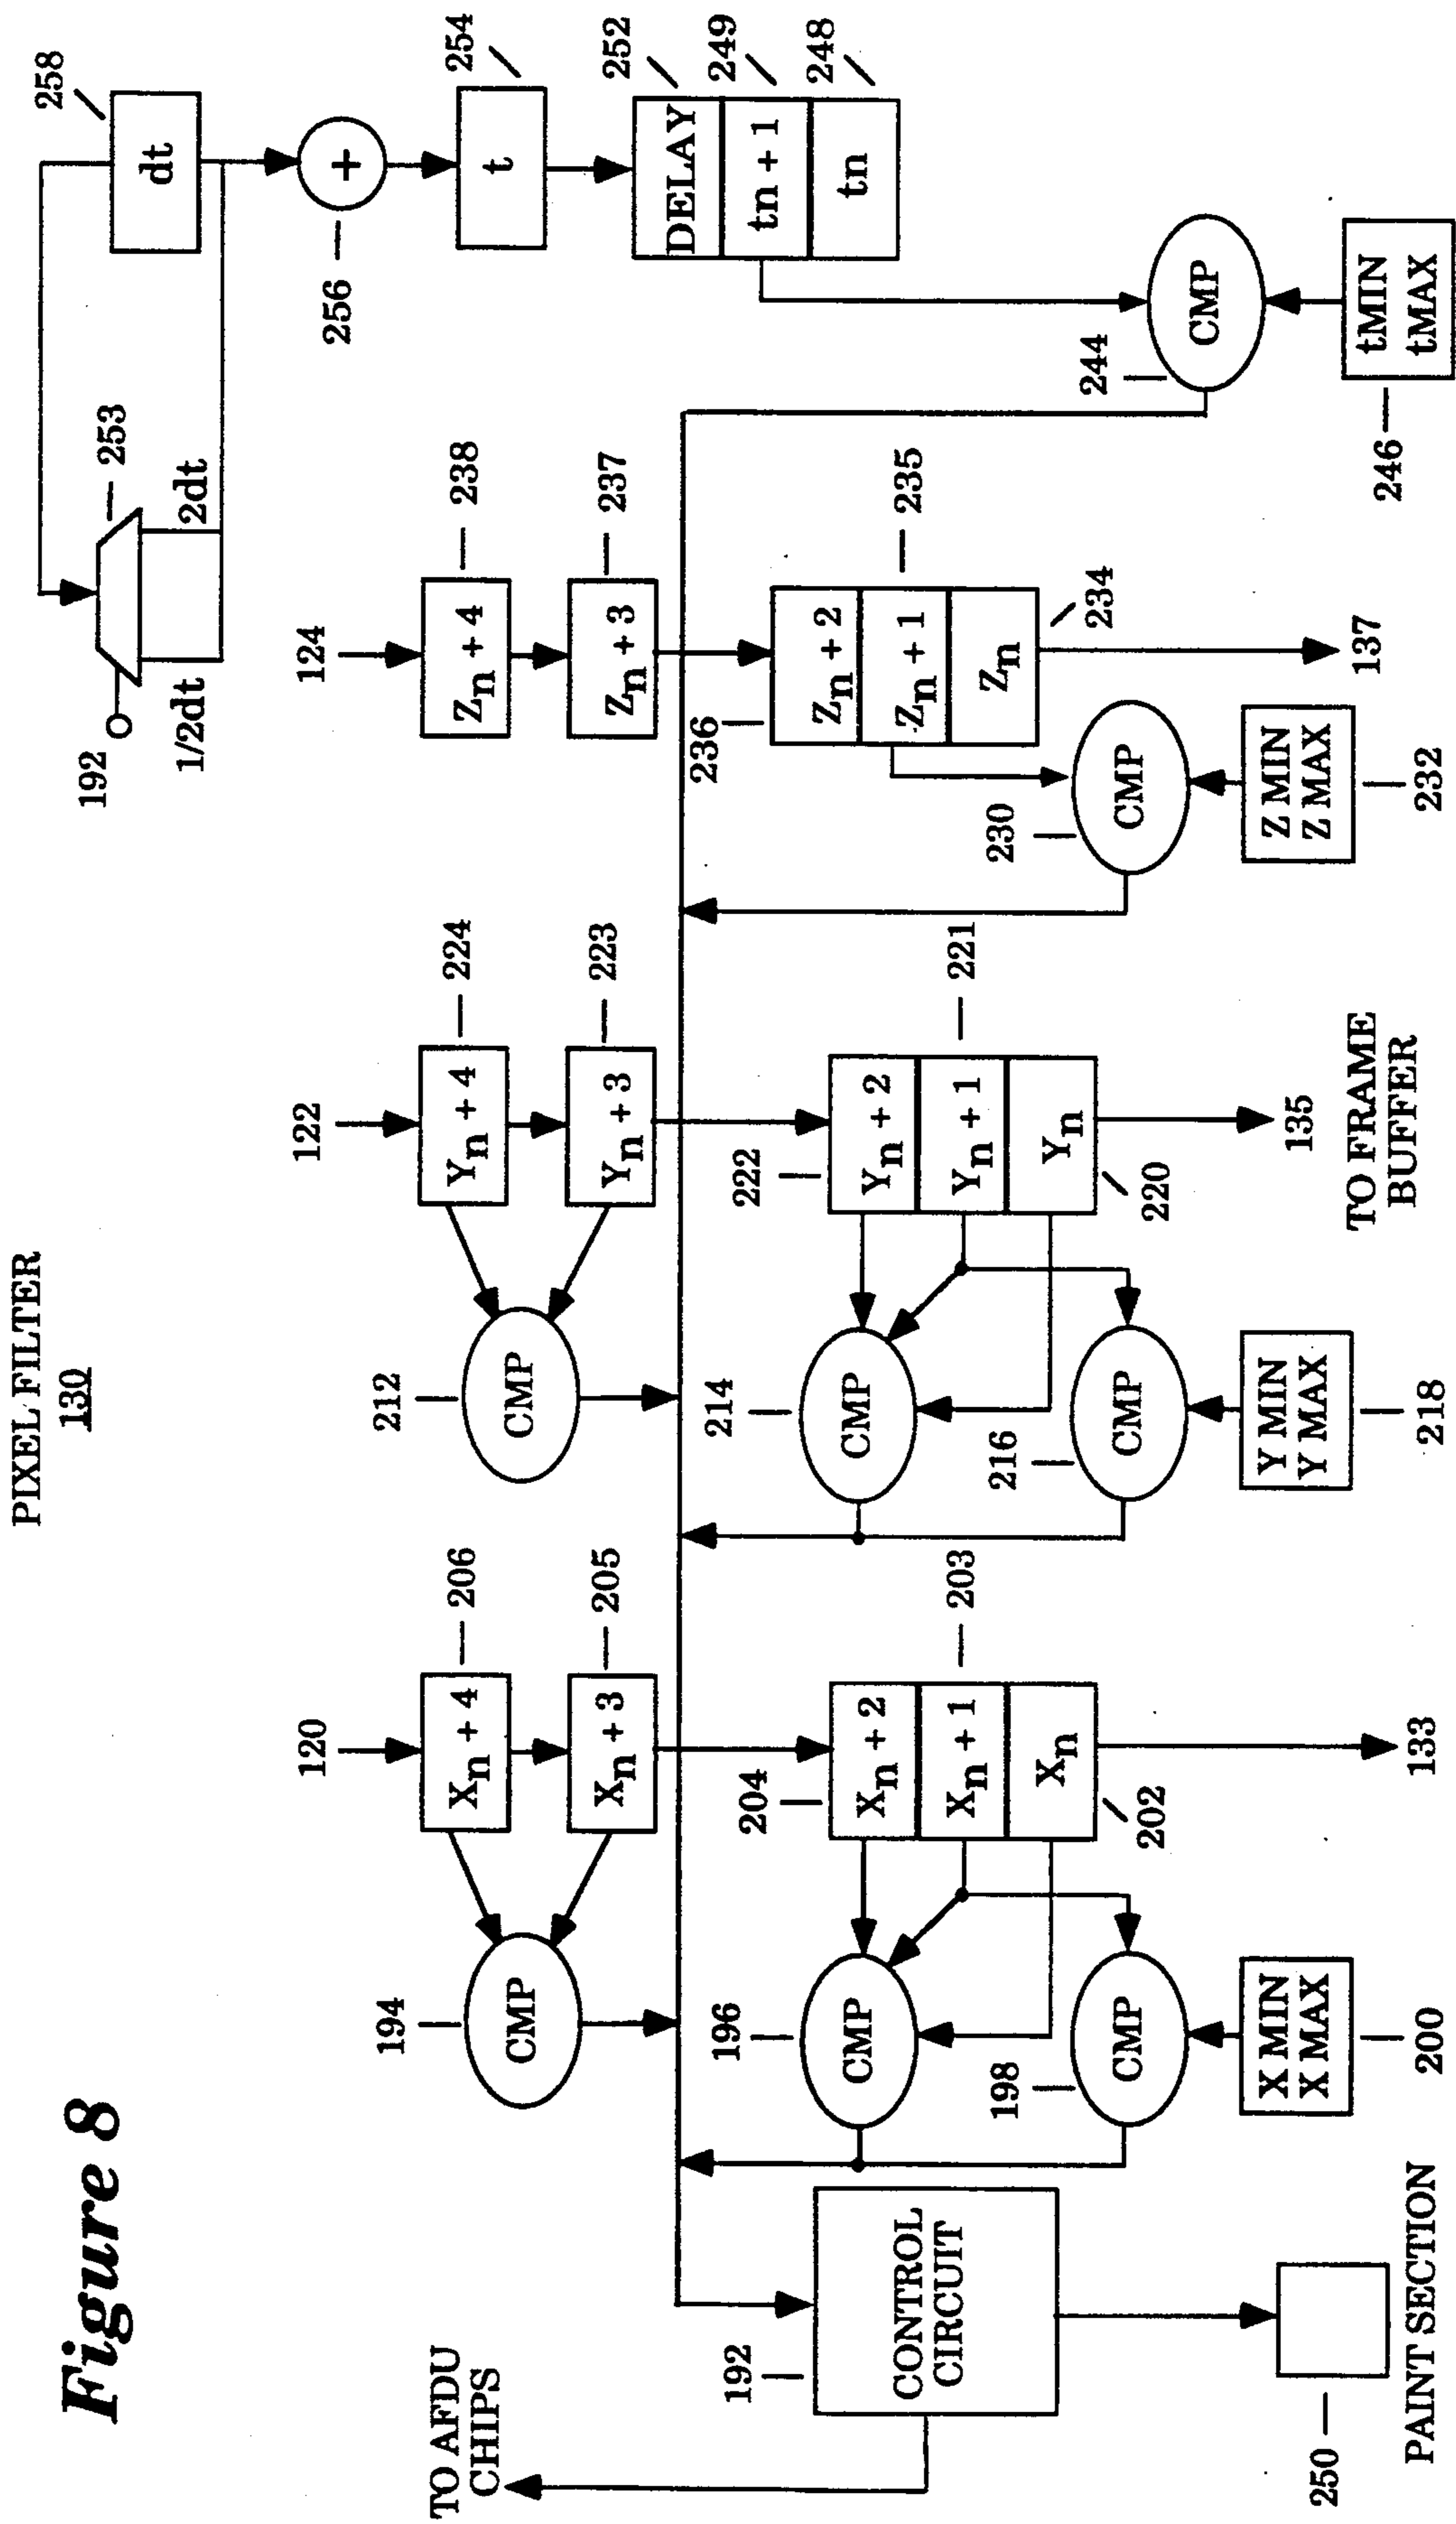 Figure 8
PIXEL FILTER
130
TO AFDU
CHIPS
192
CONTROL
CIRCUIT
250
PAINT SECTION
120
Xn + 4
206
Xn + 3
205
194
CMP
204
Xn + 2
Xn + 1
203
Xn
202
196
CMP
198
CMP
X MIN
X MAX
200
133
122
Yn + 4
224
Yn + 3
223
212
CMP
222
Yn + 2
Yn + 1
221
Yn
220
214
CMP
216
CMP
Y MIN
Y MAX
218
135
TO FRAME
BUFFER
124
Zn + 4
238
Zn + 3
237
236
Zn + 2
Zn + 1
235
Zn
234
230
CMP
Z MIN
Z MAX
232
137
192
253
1/2dt
2dt
258
dt
256
+
254
t
252
DELAY
249
tn + 1
248
tn
244
CMP
246
tMIN
tMAX